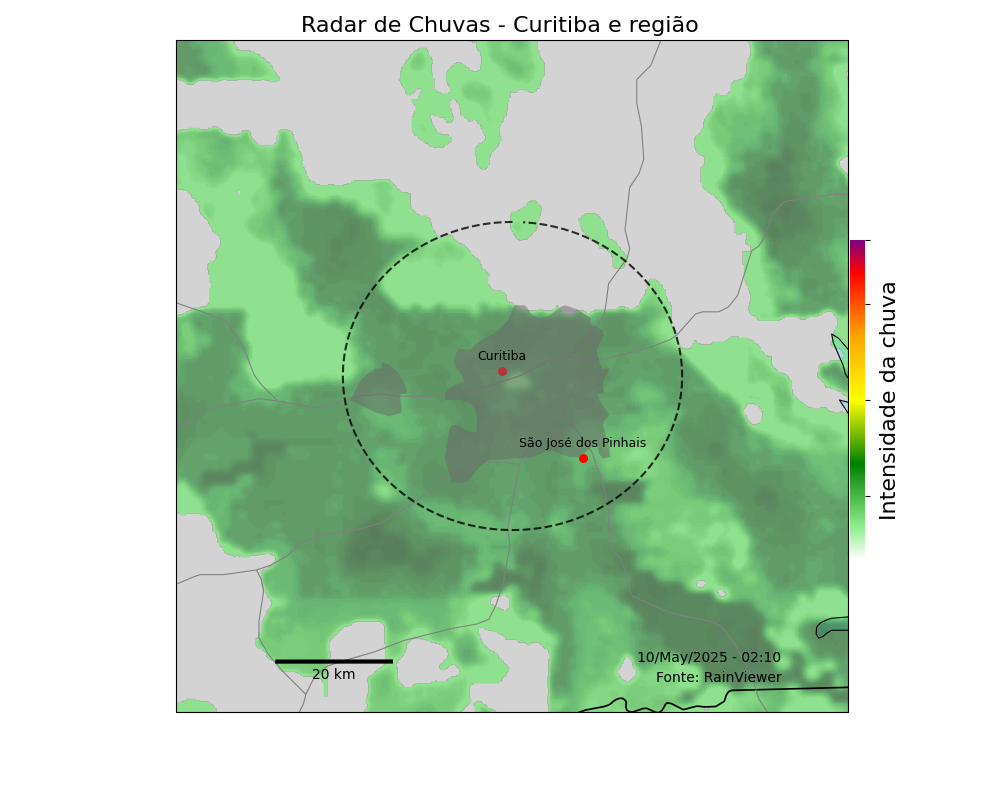 Radar de Chuvas - Curitiba e região
Curitiba
São José dos Pinhais
Intensidade da chuva
10/May/2025 - 02:10
20 km
Fonte: RainViewer